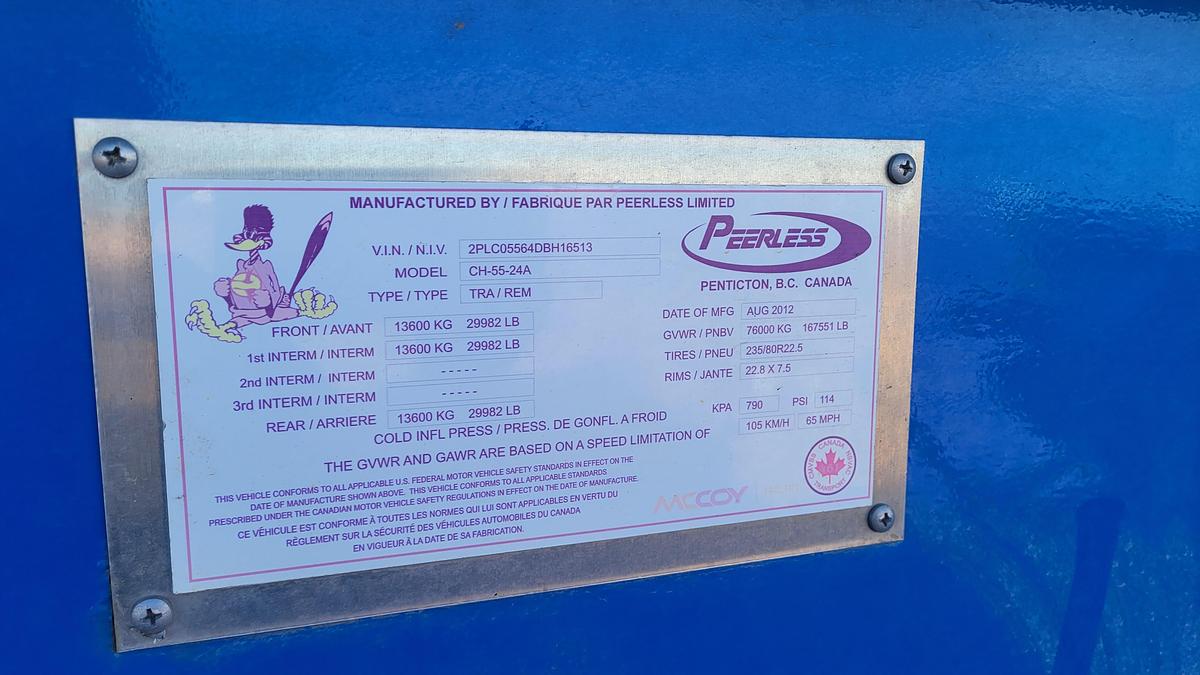 MANUFACTURED BY / FABRIQUE PAR PEERLESS LIMITED
PEERLESS
PENTICTON, B.C. CANADA
V.I.N. / N.I.V. 2PLC05564DBH16513
MODEL CH-55-24A
TYPE / TYPE TRA / REM
DATE OF MFG AUG 2012
GVWR / PNBV 76000 KG 167551 LB
TIRES / PNEU 235/80R22.5
RIMS / JANTE 22.8 X 7.5
FRONT / AVANT 13600 KG 29982 LB
1st INTERM / INTERM 13600 KG 29982 LB
2nd INTERM / INTERM - - - - -
3rd INTERM / INTERM - - - - -
REAR / ARRIERE 13600 KG 29982 LB
COLD INFL PRESS / PRESS. DE GONFL. A FROID KPA 790 PSI 114
THE GVWR AND GAWR ARE BASED ON A SPEED LIMITATION OF 105 KM/H 65 MPH
THIS VEHICLE CONFORMS TO ALL APPLICABLE U.S. FEDERAL MOTOR VEHICLE SAFETY STANDARDS IN EFFECT ON THE
DATE OF MANUFACTURE SHOWN ABOVE. THIS VEHICLE CONFORMS TO ALL APPLICABLE STANDARDS
PRESCRIBED UNDER THE CANADIAN MOTOR VEHICLE SAFETY REGULATIONS IN EFFECT ON THE DATE OF MANUFACTURE.
CE VÉHICULE EST CONFORME À TOUTES LES NORMES QUI LUI SONT APPLICABLES EN VERTU DU
RÈGLEMENT SUR LA SÉCURITÉ DES VÉHICULES AUTOMOBILES DU CANADA
EN VIGUEUR À LA DATE DE SA FABRICATION.
MCCOY
CANADA
TRANSPORT